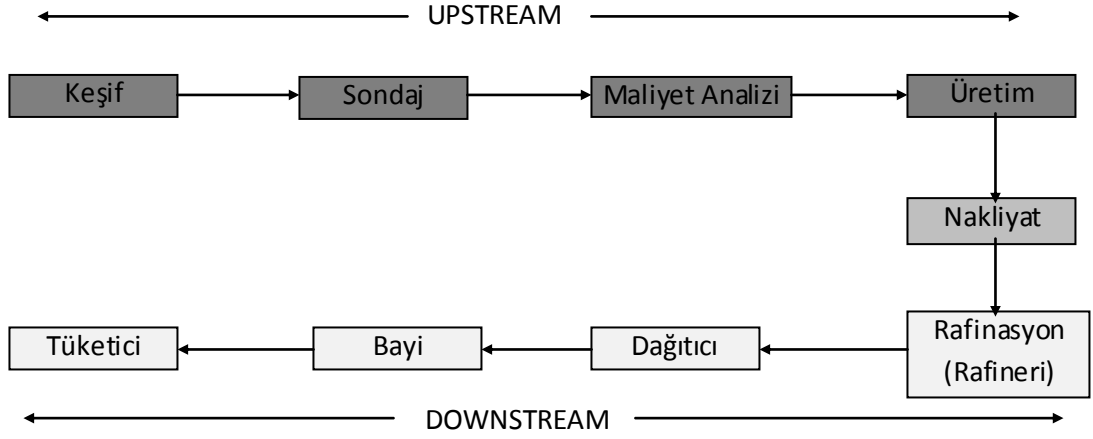 UPSTREAM
Keşif
Sondaj
Maliyet Analizi
Üretim
Nakliyat
Rafinasyon
(Rafineri)
Dağıtıcı
Bayi
Tüketici
DOWNSTREAM